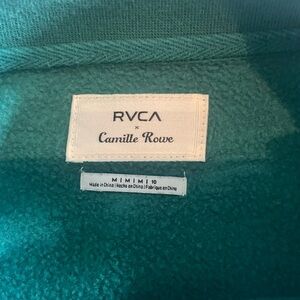 RVCA
×
Camille Rowe
M | M | M | 10
Made in China | Hecho en China | Fabriqué en Chine